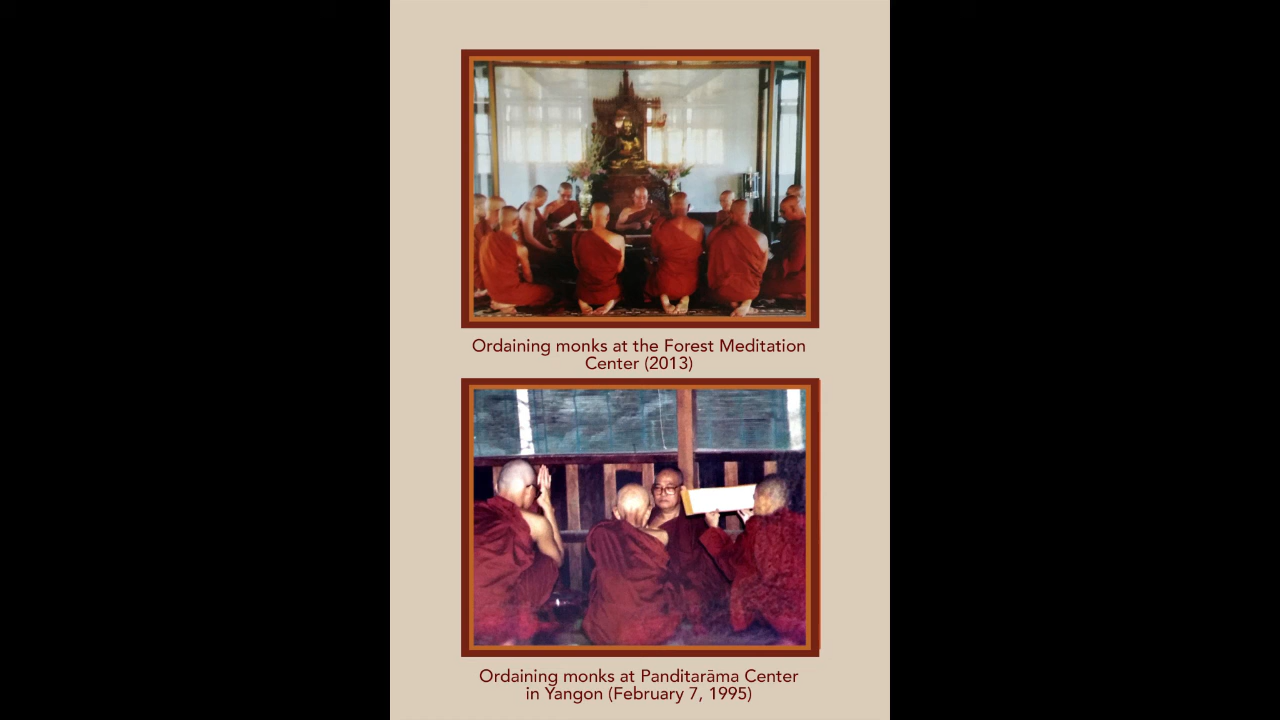 Ordaining monks at the Forest Meditation
Center (2013)
Ordaining monks at Panditarāma Center
in Yangon (February 7, 1995)